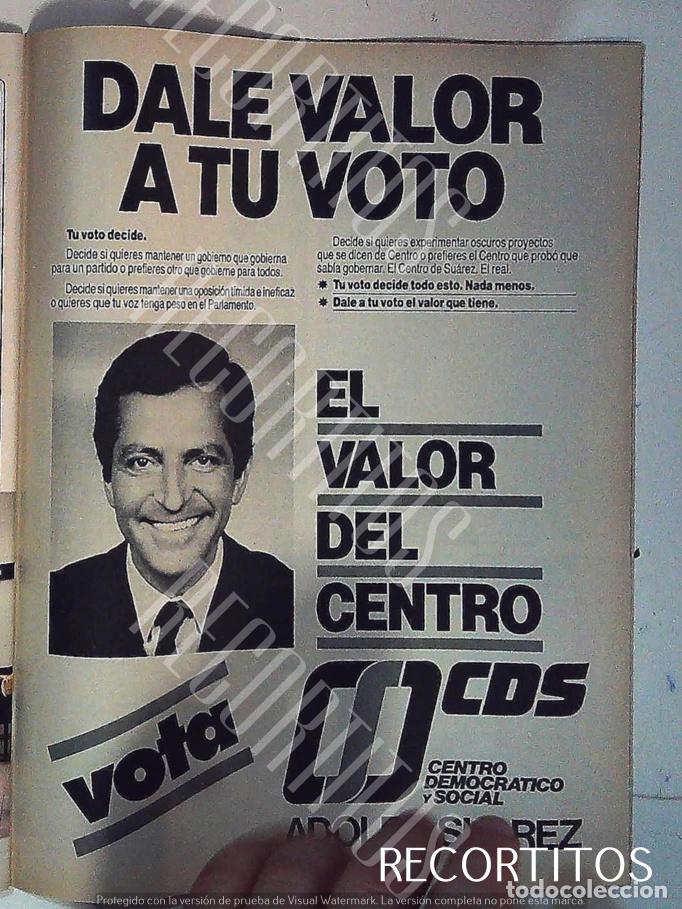 DALE VALOR
A TU VOTO
Tu voto decide.
Decide si quieres mantener un gobierno que gobierna
para un partido o prefieres otro que gobierne para todos.
Decide si quieres mantener una oposición tímida e ineficaz
o quieres que tu voz tenga peso en el Parlamento.
Decide si quieres experimentar oscuros proyectos
que se dicen de Centro o prefieres el Centro que probó que
sabía gobernar. El Centro de Suárez. El real.
* Tu voto decide todo esto. Nada menos.
* Dale a tu voto el valor que tiene.
EL
VALOR
DEL
CENTRO
vota
CDS
CENTRO
DEMOCRATICO
Y SOCIAL
RECORTITOS
RECORTITOS
RECORTITOS
RECORTITOS
RECORTITOS
todocoleccion
Protegido con la versión de prueba de Visual Watermark. La versión completa no pone esta marca.